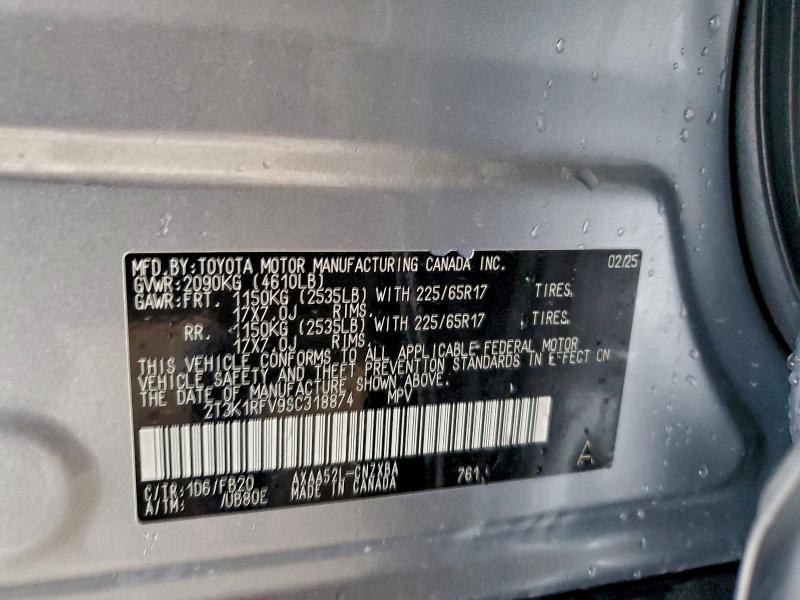 MFD.BY:TOYOTA MOTOR MANUFACTURING CANADA INC. 02/25
GVWR:2090KG (4610LB)
GAWR:FRT. 1150KG (2535LB) WITH 225/65R17 TIRES,
17X7.0J RIMS,
RR. 1150KG (2535LB) WITH 225/65R17 TIRES,
17X7.0J RIMS
THIS VEHICLE CONFORMS TO ALL APPLICABLE FEDERAL MOTOR
VEHICLE SAFETY AND THEFT PREVENTION STANDARDS IN EFFECT ON
THE DATE OF MANUFACTURE SHOWN ABOVE.
2T3K1RFV9SC318874 MPV
C/TR:1D6/FB20 AXAA52L-CNZXBA 761
A/TM: /UB80E MADE IN CANADA
A